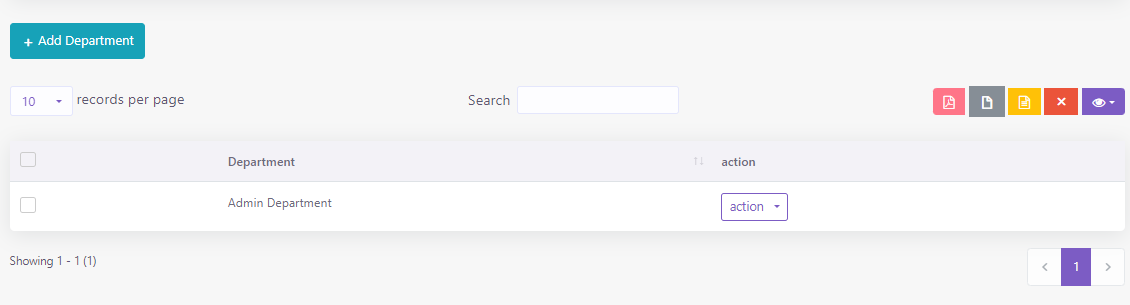 + Add Department
10 records per page Search
Department action
Admin Department action
Showing 1 - 1 (1)
< 1 >